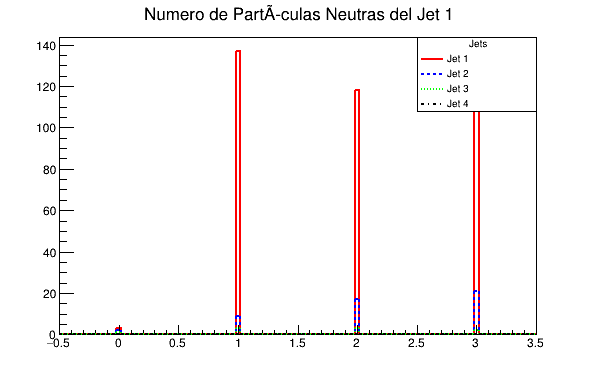 Numero de PartÃ-culas Neutras del Jet 1
Jets
Jet 1
Jet 2
Jet 3
Jet 4
140
120
100
80
60
40
20
0
−0.5 0 0.5 1 1.5 2 2.5 3 3.5